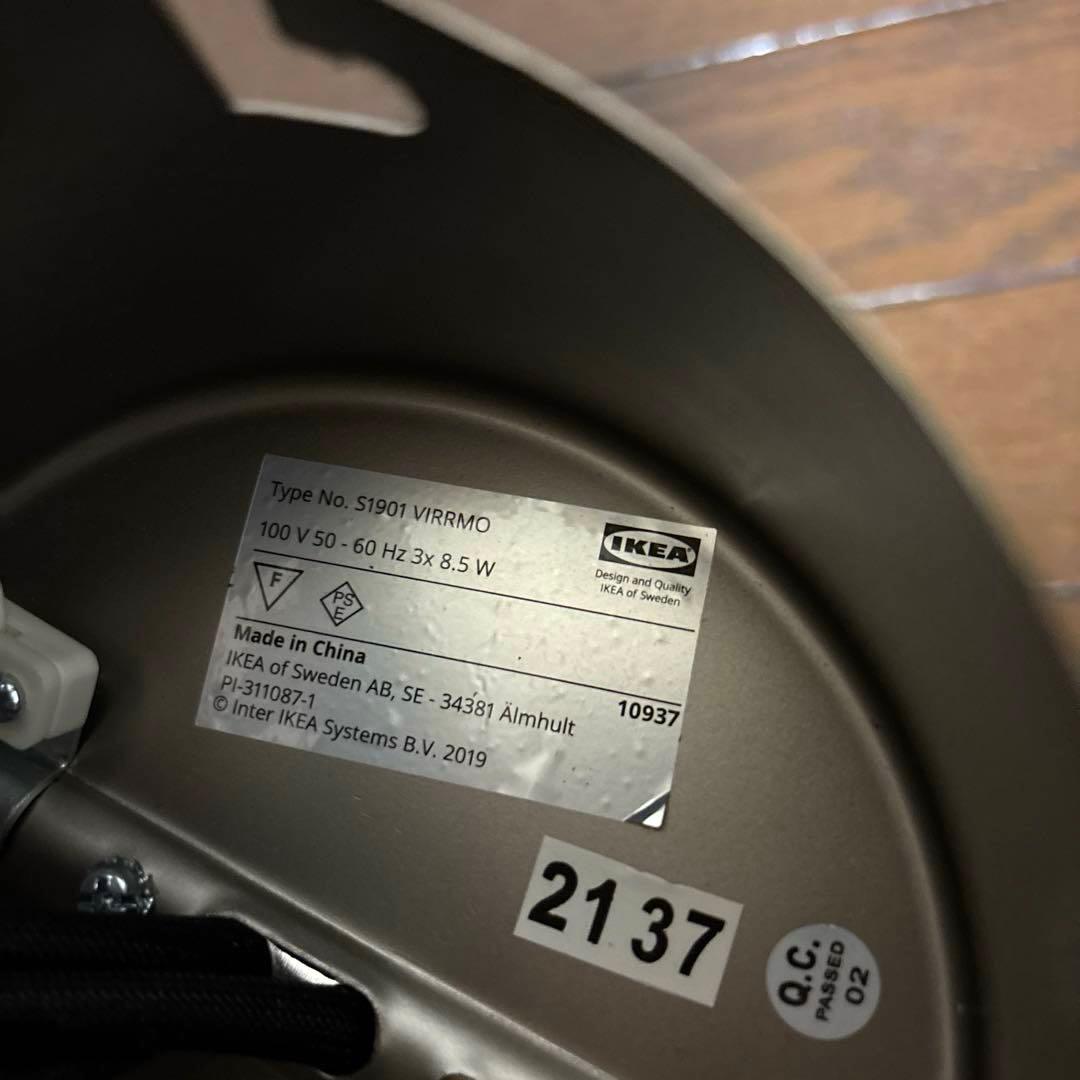 Type No. S1901 VIRRMO
100 V 50 - 60 Hz 3x 8.5 W
IKEA
Design and Quality
IKEA of Sweden
F
PS
E
Made in China
IKEA of Sweden AB, SE - 34381 Älmhult
10937
PI-311087-1
© Inter IKEA Systems B.V. 2019
21 37
Q.C.
PASSED
02